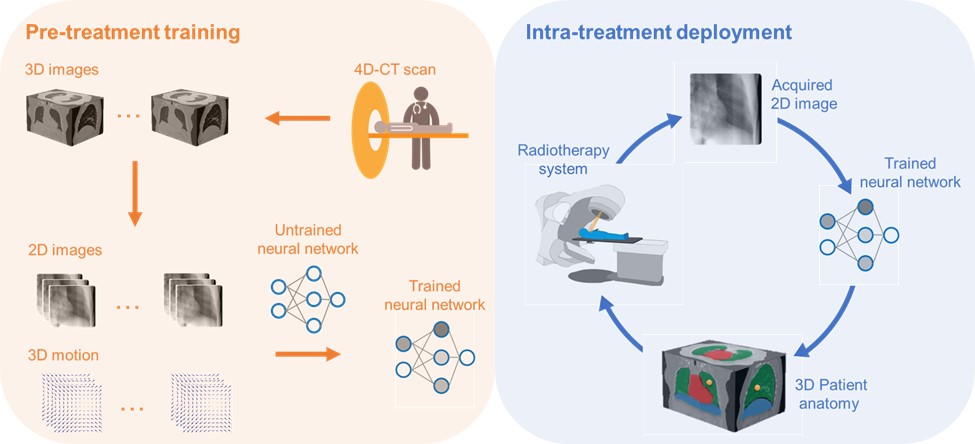 Pre-treatment training
3D images
4D-CT scan
...
2D images
Untrained
neural network
...
Trained
neural network
3D motion
...
Intra-treatment deployment
Acquired
2D image
Radiotherapy
system
Trained
neural network
3D Patient
anatomy